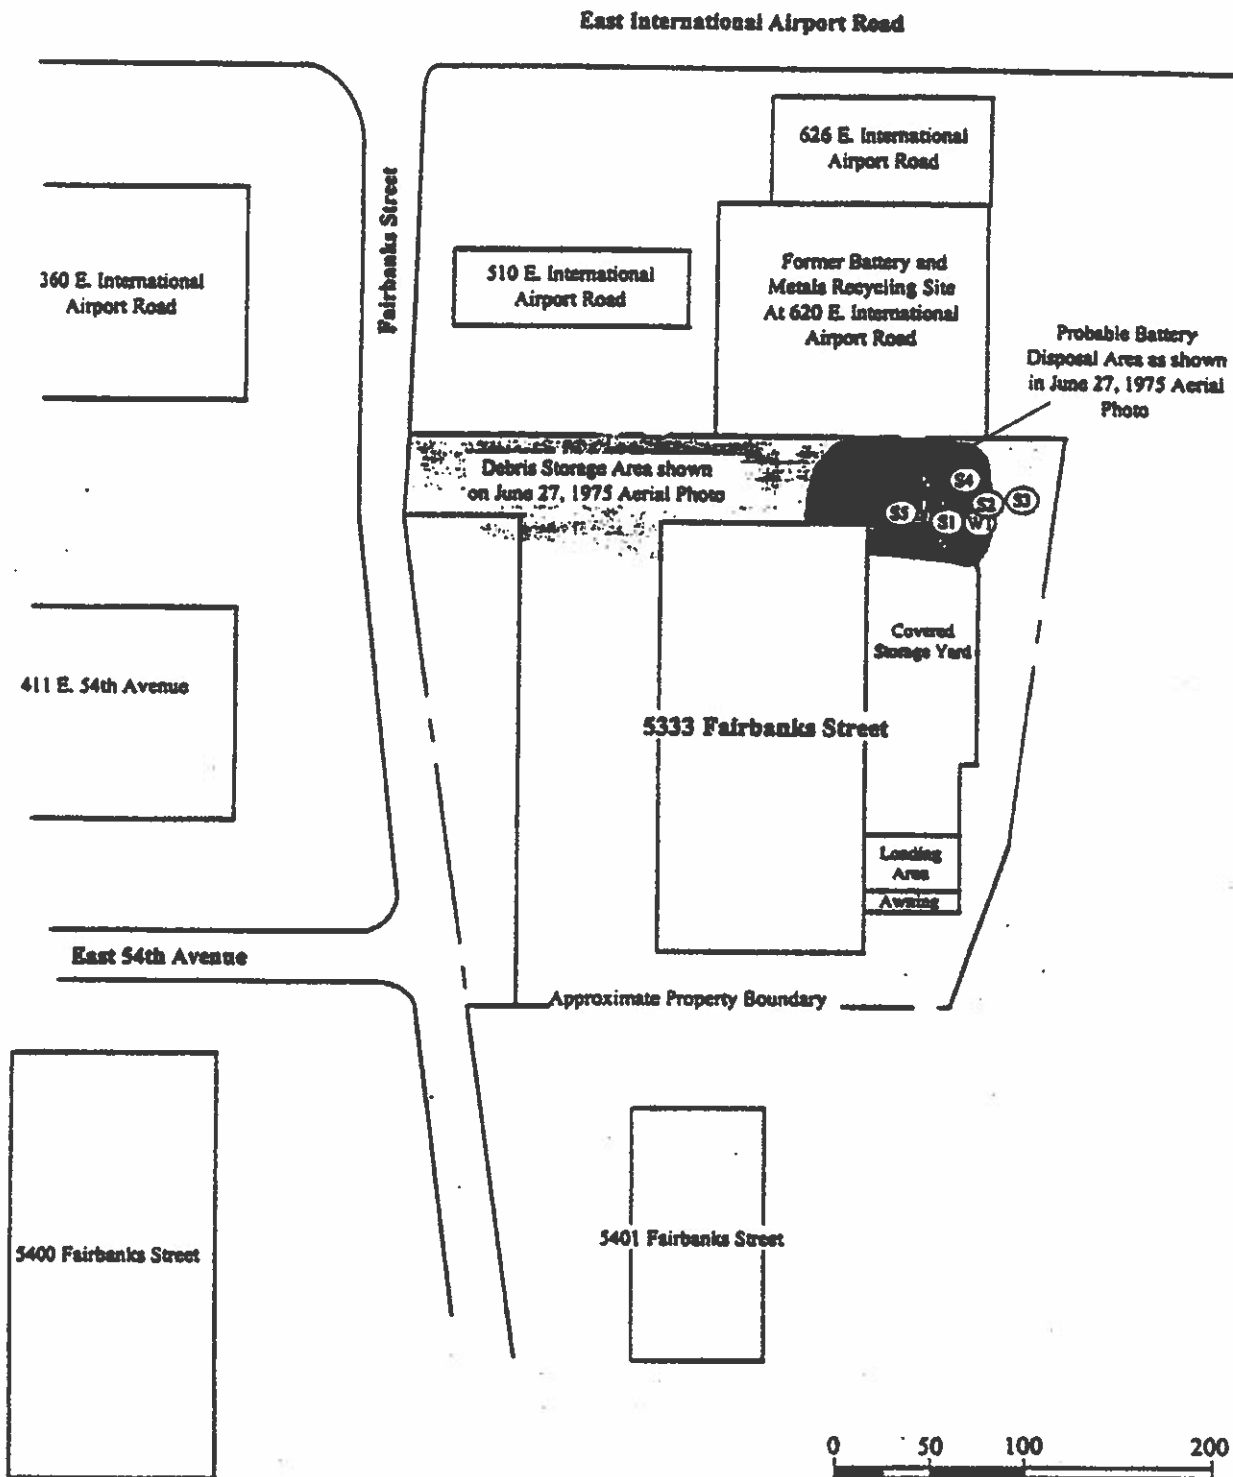 East International Airport Road
626 E. International
Airport Road
Fairbanks Street
360 E. International
Airport Road
510 E. International
Airport Road
Former Battery and
Metals Recycling Site
At 620 E. International
Airport Road
Probable Battery
Disposal Area as shown
in June 27, 1975 Aerial
Photo
Debris Storage Area shown
on June 27, 1975 Aerial Photo
S4
S2
S3
S5
S1
W1
Covered
Storage Yard
411 E. 54th Avenue
5333 Fairbanks Street
Loading
Area
Awning
East 54th Avenue
Approximate Property Boundary
5400 Fairbanks Street
5401 Fairbanks Street
0 50 100 200